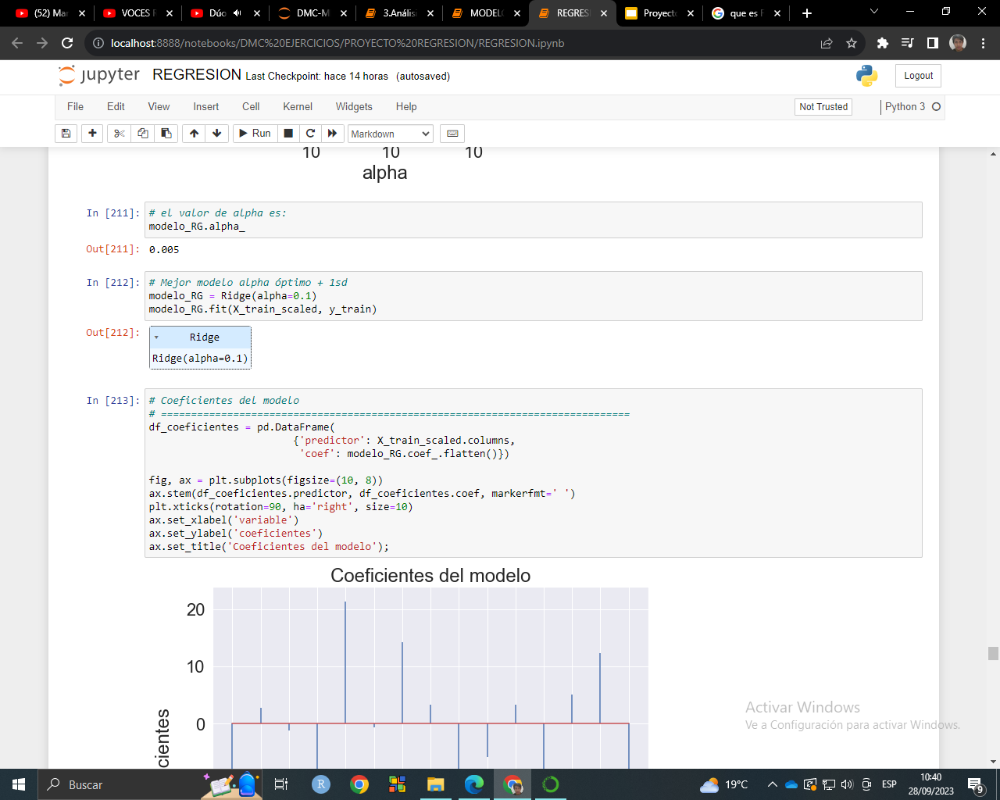 (52) Mar
VOCES F
Dúo
DMC-M
3.Análisi
MODELO
REGRESI
Proyecto
que es F
localhost:8888/notebooks/DMC%20EJERCICIOS/PROYECTO%20REGRESION/REGRESION.ipynb
jupyter REGRESION Last Checkpoint: hace 14 horas (autosaved)
Logout
File Edit View Insert Cell Kernel Widgets Help
Not Trusted
Python 3
Run
Markdown
10 10 10
alpha
In [211]: # el valor de alpha es:
modelo_RG.alpha_
Out[211]: 0.005
In [212]: # Mejor modelo alpha óptimo + 1sd
modelo_RG = Ridge(alpha=0.1)
modelo_RG.fit(X_train_scaled, y_train)
Out[212]:
Ridge
Ridge(alpha=0.1)
In [213]: # Coeficientes del modelo
# ==============================================================================
df_coeficientes = pd.DataFrame(
{'predictor': X_train_scaled.columns,
'coef': modelo_RG.coef_.flatten()})
fig, ax = plt.subplots(figsize=(10, 8))
ax.stem(df_coeficientes.predictor, df_coeficientes.coef, markerfmt=' ')
plt.xticks(rotation=90, ha='right', size=10)
ax.set_xlabel('variable')
ax.set_ylabel('coeficientes')
ax.set_title('Coeficientes del modelo');
Coeficientes del modelo
20
10
0
cientes
Activar Windows
Ve a Configuración para activar Windows.
Buscar
R
19°C
ESP
10:40
28/09/2023
9